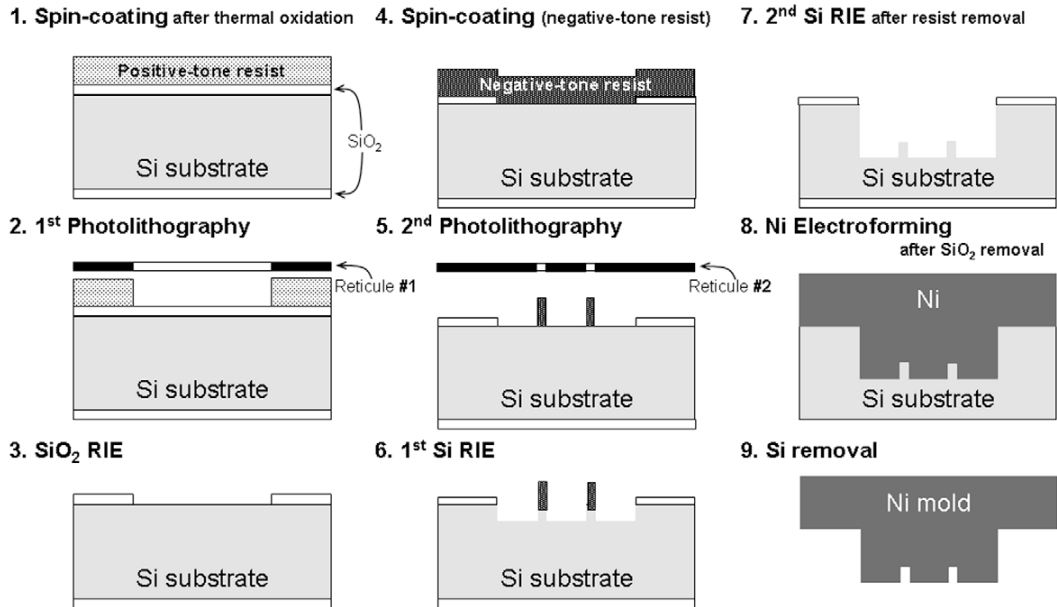 1. Spin-coating after thermal oxidation
Positive-tone resist
SiO₂
Si substrate
2. 1st Photolithography
Reticule #1
Si substrate
3. SiO₂ RIE
Si substrate
4. Spin-coating (negative-tone resist)
Negative-tone resist
Si substrate
5. 2nd Photolithography
Reticule #2
Si substrate
6. 1st Si RIE
Si substrate
7. 2nd Si RIE after resist removal
Si substrate
8. Ni Electroforming
after SiO₂ removal
Ni
Si substrate
9. Si removal
Ni mold